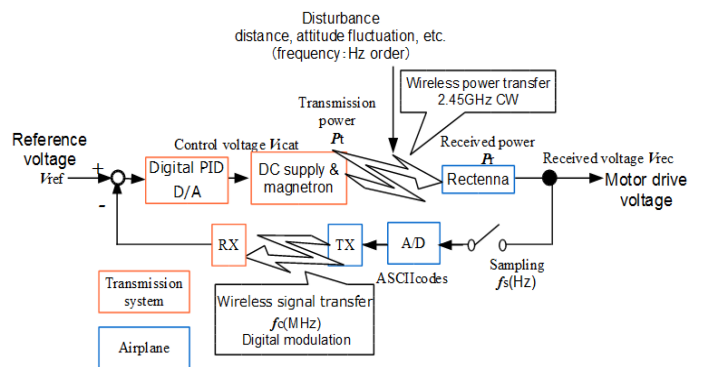 Disturbance
distance, attitude fluctuation, etc.
(frequency:Hz order)
Wireless power transfer
2.45GHz CW
Transmission
power
Pt
Reference
voltage
Vref
+
-
Control voltage Vicat
Digital PID
D/A
DC supply &
magnetron
Received power
Pr
Rectenna
Received voltage Vrec
Motor drive
voltage
RX
TX
A/D
ASCIIcodes
Sampling
fs(Hz)
Wireless signal transfer
fc(MHz)
Digital modulation
Transmission
system
Airplane